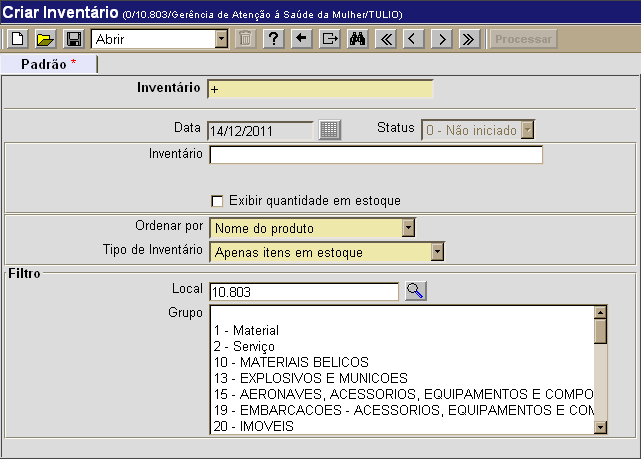 Criar Inventário (0/10.803/Gerência de Atenção á Saúde da Mulher/TULIO)
Abrir ? Processar
Padrão *
Inventário +
Data 14/12/2011 Status 0 - Não iniciado
Inventário
Exibir quantidade em estoque
Ordenar por Nome do produto
Tipo de Inventário Apenas itens em estoque
Filtro
Local 10.803
Grupo
1 - Material
2 - Serviço
10 - MATERIAIS BELICOS
13 - EXPLOSIVOS E MUNICOES
15 - AERONAVES, ACESSORIOS, EQUIPAMENTOS E COMPO
19 - EMBARCACOES - ACESSORIOS, EQUIPAMENTOS E COM
20 - IMOVEIS